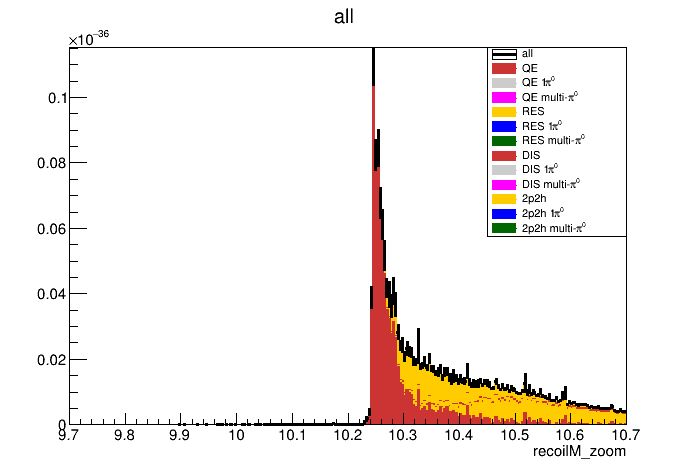 all
×10⁻³⁶
all
QE
QE 1π⁰
QE multi-π⁰
RES
RES 1π⁰
RES multi-π⁰
DIS
DIS 1π⁰
DIS multi-π⁰
2p2h
2p2h 1π⁰
2p2h multi-π⁰
0.1
0.08
0.06
0.04
0.02
0
9.7 9.8 9.9 10 10.1 10.2 10.3 10.4 10.5 10.6 10.7
recoilM_zoom